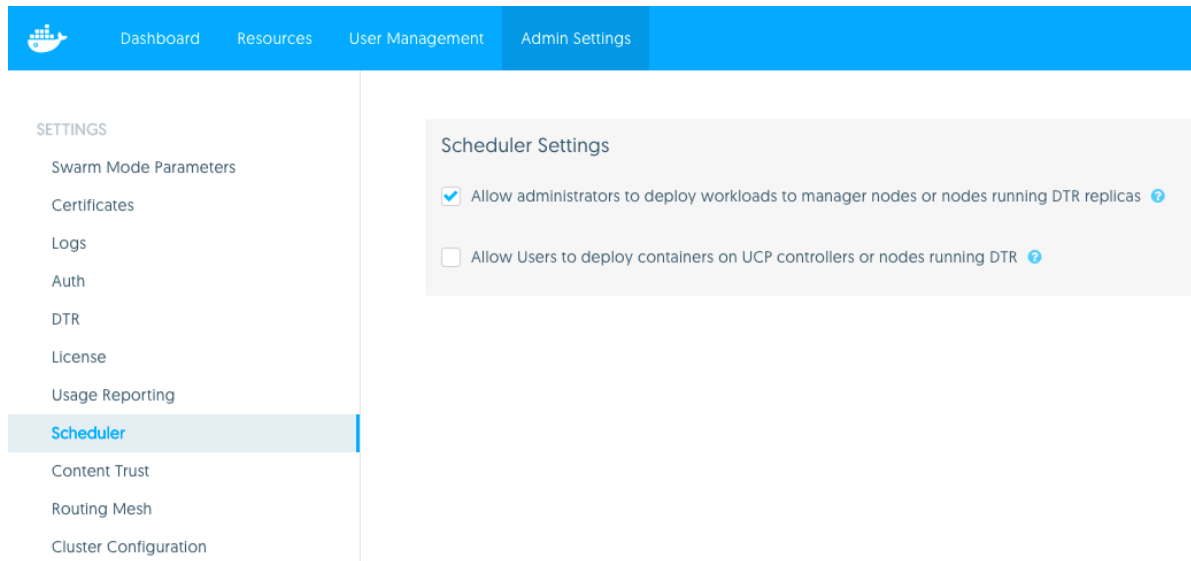 Dashboard Resources User Management Admin Settings
SETTINGS
Swarm Mode Parameters
Certificates
Logs
Auth
DTR
License
Usage Reporting
Scheduler
Content Trust
Routing Mesh
Cluster Configuration
Scheduler Settings
Allow administrators to deploy workloads to manager nodes or nodes running DTR replicas ?
Allow Users to deploy containers on UCP controllers or nodes running DTR ?